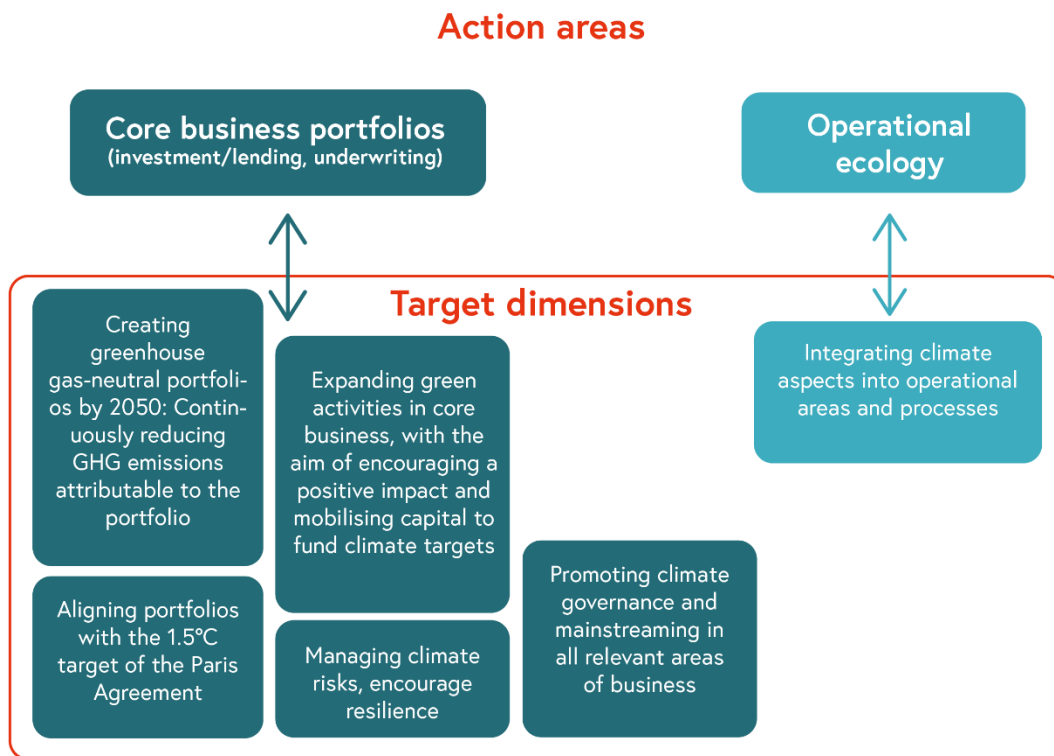 Action areas
Core business portfolios
(investment/lending, underwriting)
Operational
ecology
Target dimensions
Creating
greenhouse
gas-neutral portfoli-
os by 2050: Contin-
uously reducing
GHG emissions
attributable to the
portfolio
Aligning portfolios
with the 1.5°C
target of the Paris
Agreement
Expanding green
activities in core
business, with the
aim of encouraging a
positive impact and
mobilising capital to
fund climate targets
Managing climate
risks, encourage
resilience
Promoting climate
governance and
mainstreaming in
all relevant areas
of business
Integrating climate
aspects into operational
areas and processes